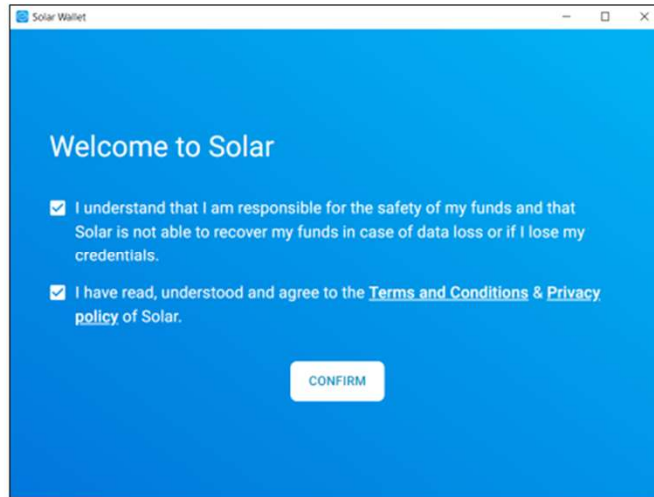 Solar Wallet
Welcome to Solar
I understand that I am responsible for the safety of my funds and that
Solar is not able to recover my funds in case of data loss or if I lose my
credentials.
I have read, understood and agree to the Terms and Conditions & Privacy
policy of Solar.
CONFIRM